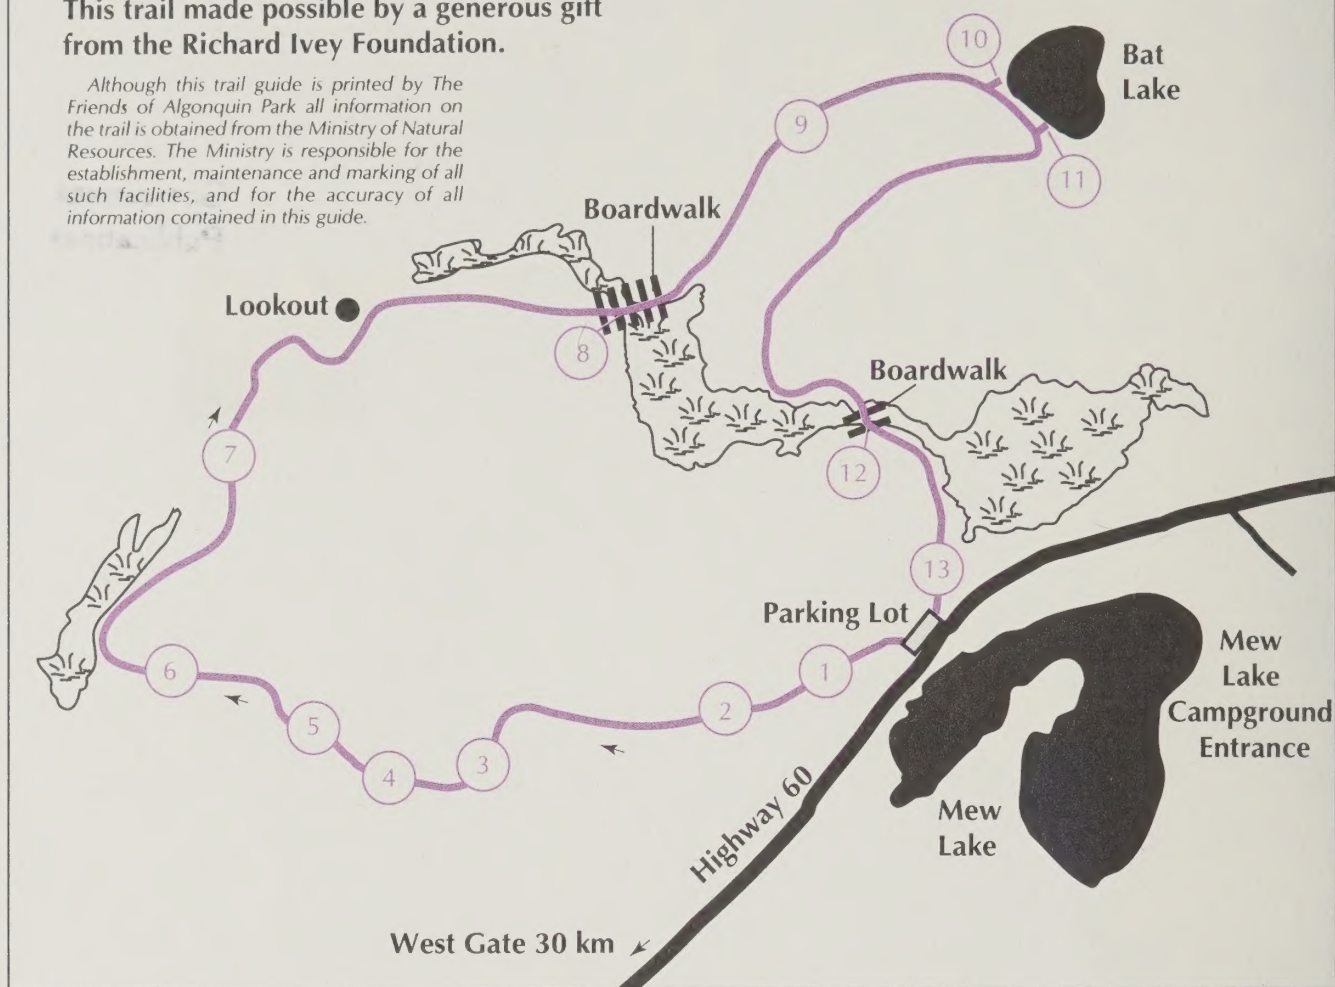 This trail made possible by a generous gift
from the Richard Ivey Foundation.
Although this trail guide is printed by The
Friends of Algonquin Park all information on
the trail is obtained from the Ministry of Natural
Resources. The Ministry is responsible for the
establishment, maintenance and marking of all
such facilities, and for the accuracy of all
information contained in this guide.
10
Bat
Lake
9
11
Boardwalk
Lookout
8
Boardwalk
7
12
13
Parking Lot
1
6
2
5
3
4
Mew
Lake
Campground
Entrance
Mew
Lake
Highway 60
West Gate 30 km